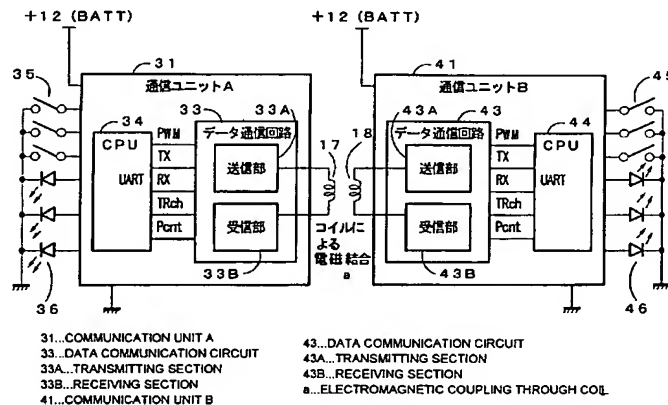 +12 (BATT)
+12 (BATT)
31
41
35
45
通信ユニットA
通信ユニットB
33
33A
43A
43
34
44
17
18
CPU
UART
PWM
TX
RX
TRch
Pcnt
データ通信回路
送信部
受信部
33B
コイルに
よる
電磁結合
a
データ通信回路
送信部
受信部
43B
PWM
TX
RX
TRch
Pcnt
CPU
UART
36
46
31...COMMUNICATION UNIT A
33...DATA COMMUNICATION CIRCUIT
33A...TRANSMITTING SECTION
33B...RECEIVING SECTION
41...COMMUNICATION UNIT B
43...DATA COMMUNICATION CIRCUIT
43A...TRANSMITTING SECTION
43B...RECEIVING SECTION
a...ELECTROMAGNETIC COUPLING THROUGH COIL